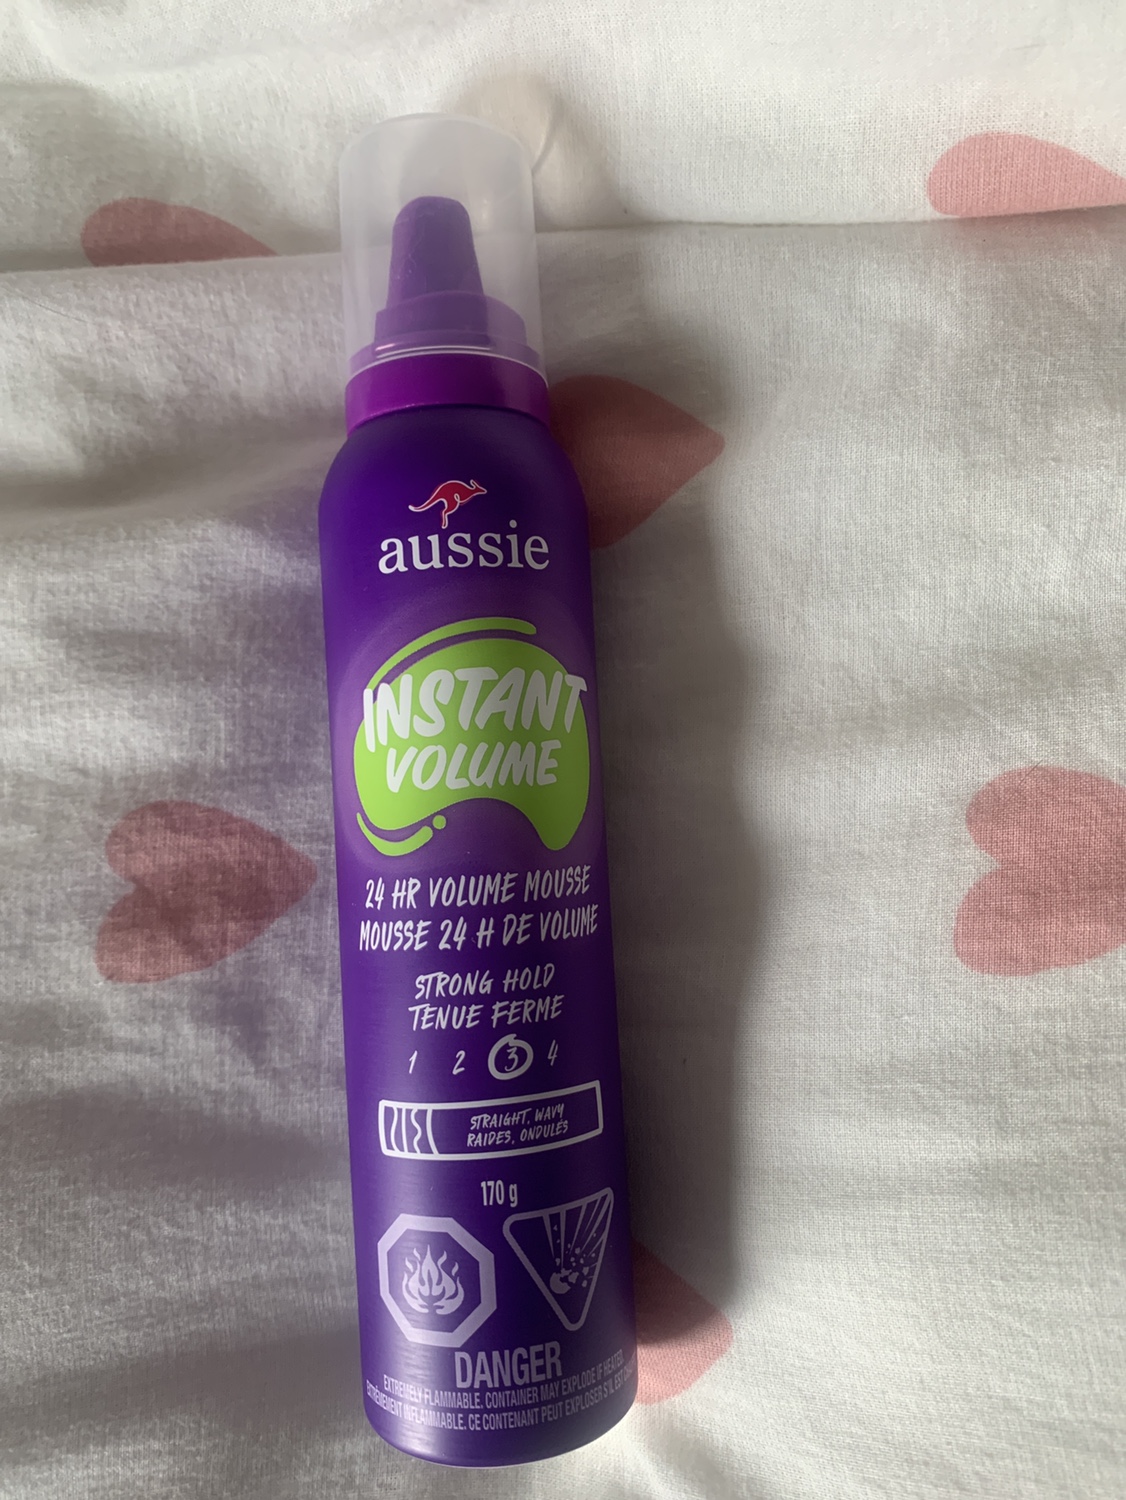 aussie
INSTANT
VOLUME
24 HR VOLUME MOUSSE
MOUSSE 24 H DE VOLUME
STRONG HOLD
TENUE FERME
1 2 3 4
STRAIGHT, WAVY
RAIDES, ONDULÉS
170 g
DANGER
EXTREMELY FLAMMABLE. CONTAINER MAY EXPLODE IF HEATED.
EXTRÊMEMENT INFLAMMABLE. CE CONTENANT PEUT EXPLOSER S'IL EST